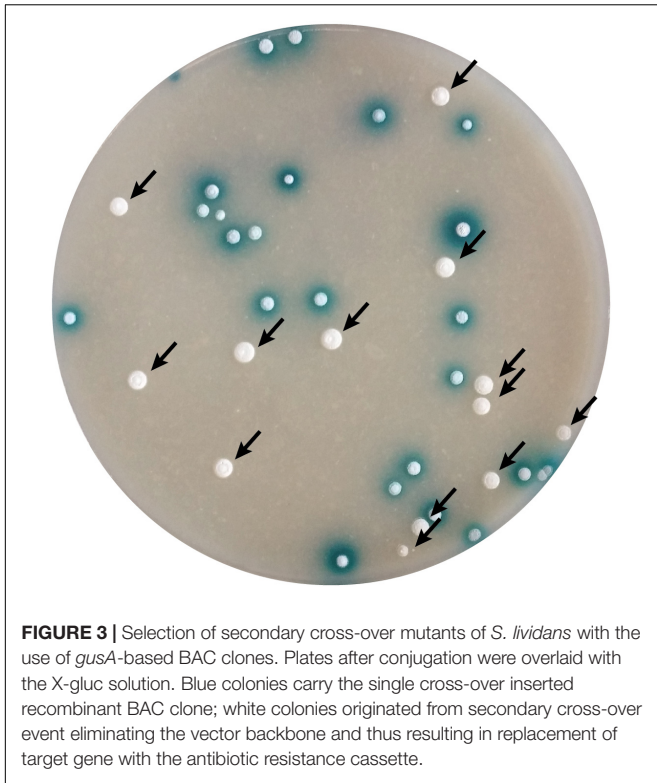 FIGURE 3 | Selection of secondary cross-over mutants of S. lividans with the
use of gusA-based BAC clones. Plates after conjugation were overlaid with
the X-gluc solution. Blue colonies carry the single cross-over inserted
recombinant BAC clone; white colonies originated from secondary cross-over
event eliminating the vector backbone and thus resulting in replacement of
target gene with the antibiotic resistance cassette.